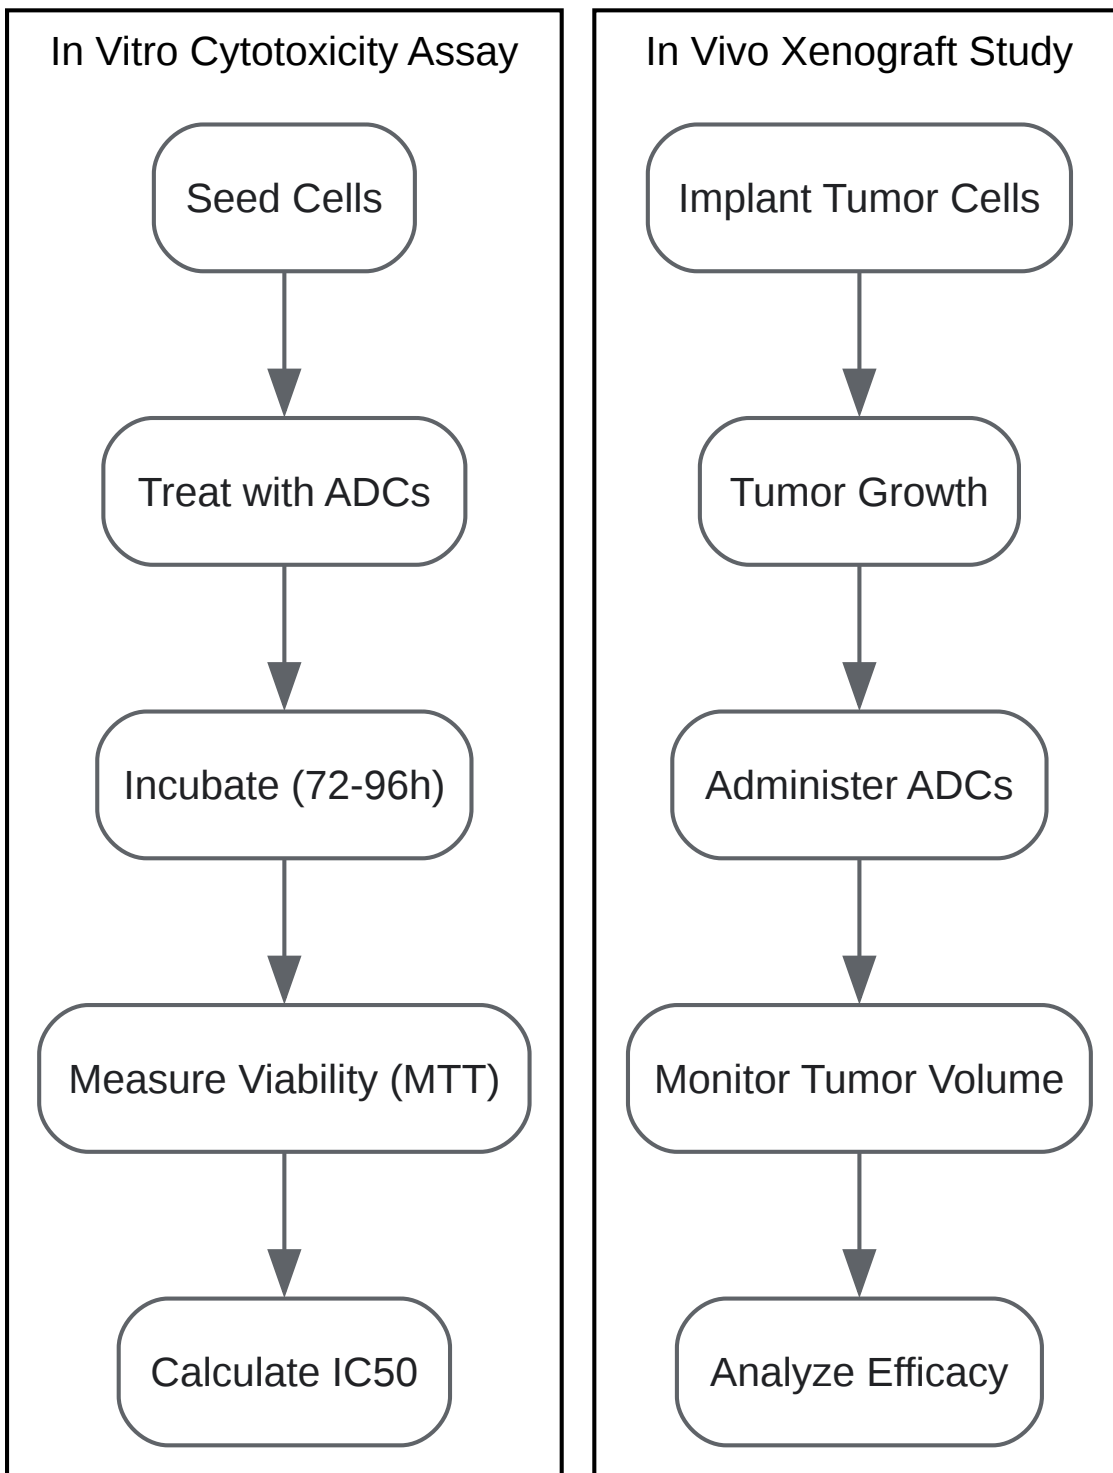 In Vitro Cytotoxicity Assay
Seed Cells
Treat with ADCs
Incubate (72-96h)
Measure Viability (MTT)
Calculate IC50
In Vivo Xenograft Study
Implant Tumor Cells
Tumor Growth
Administer ADCs
Monitor Tumor Volume
Analyze Efficacy